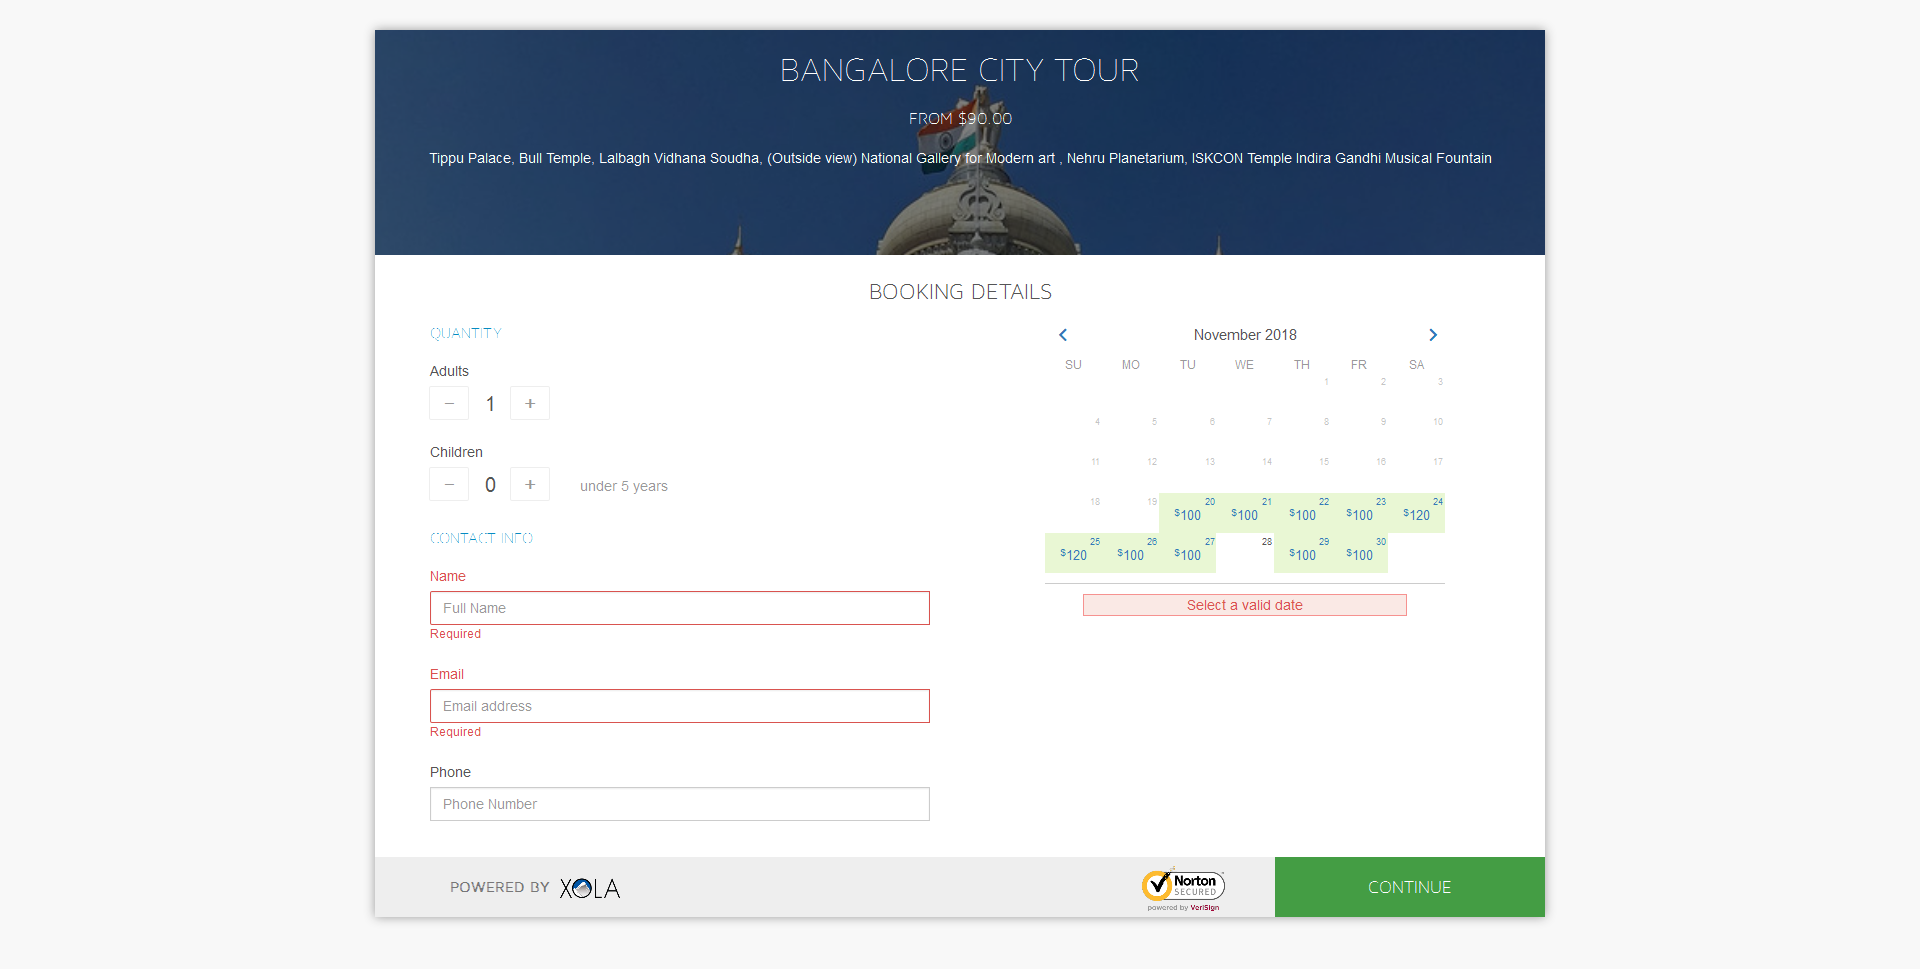 BANGALORE CITY TOUR
FROM $90.00
Tippu Palace, Bull Temple, Lalbagh Vidhana Soudha, (Outside view) National Gallery for Modern art , Nehru Planetarium, ISKCON Temple Indira Gandhi Musical Fountain
BOOKING DETAILS
QUANTITY
Adults
− 1 +
Children
− 0 + under 5 years
CONTACT INFO
Name
Full Name
Required
Email
Email address
Required
Phone
Phone Number
November 2018
SU MO TU WE TH FR SA
1 2 3
4 5 6 7 8 9 10
11 12 13 14 15 16 17
18 19 20 21 22 23 24
$100 $100 $100 $100 $120
25 26 27 28 29 30
$120 $100 $100 $100 $100
Select a valid date
POWERED BY XOLA
Norton
SECURED
powered by VeriSign
CONTINUE